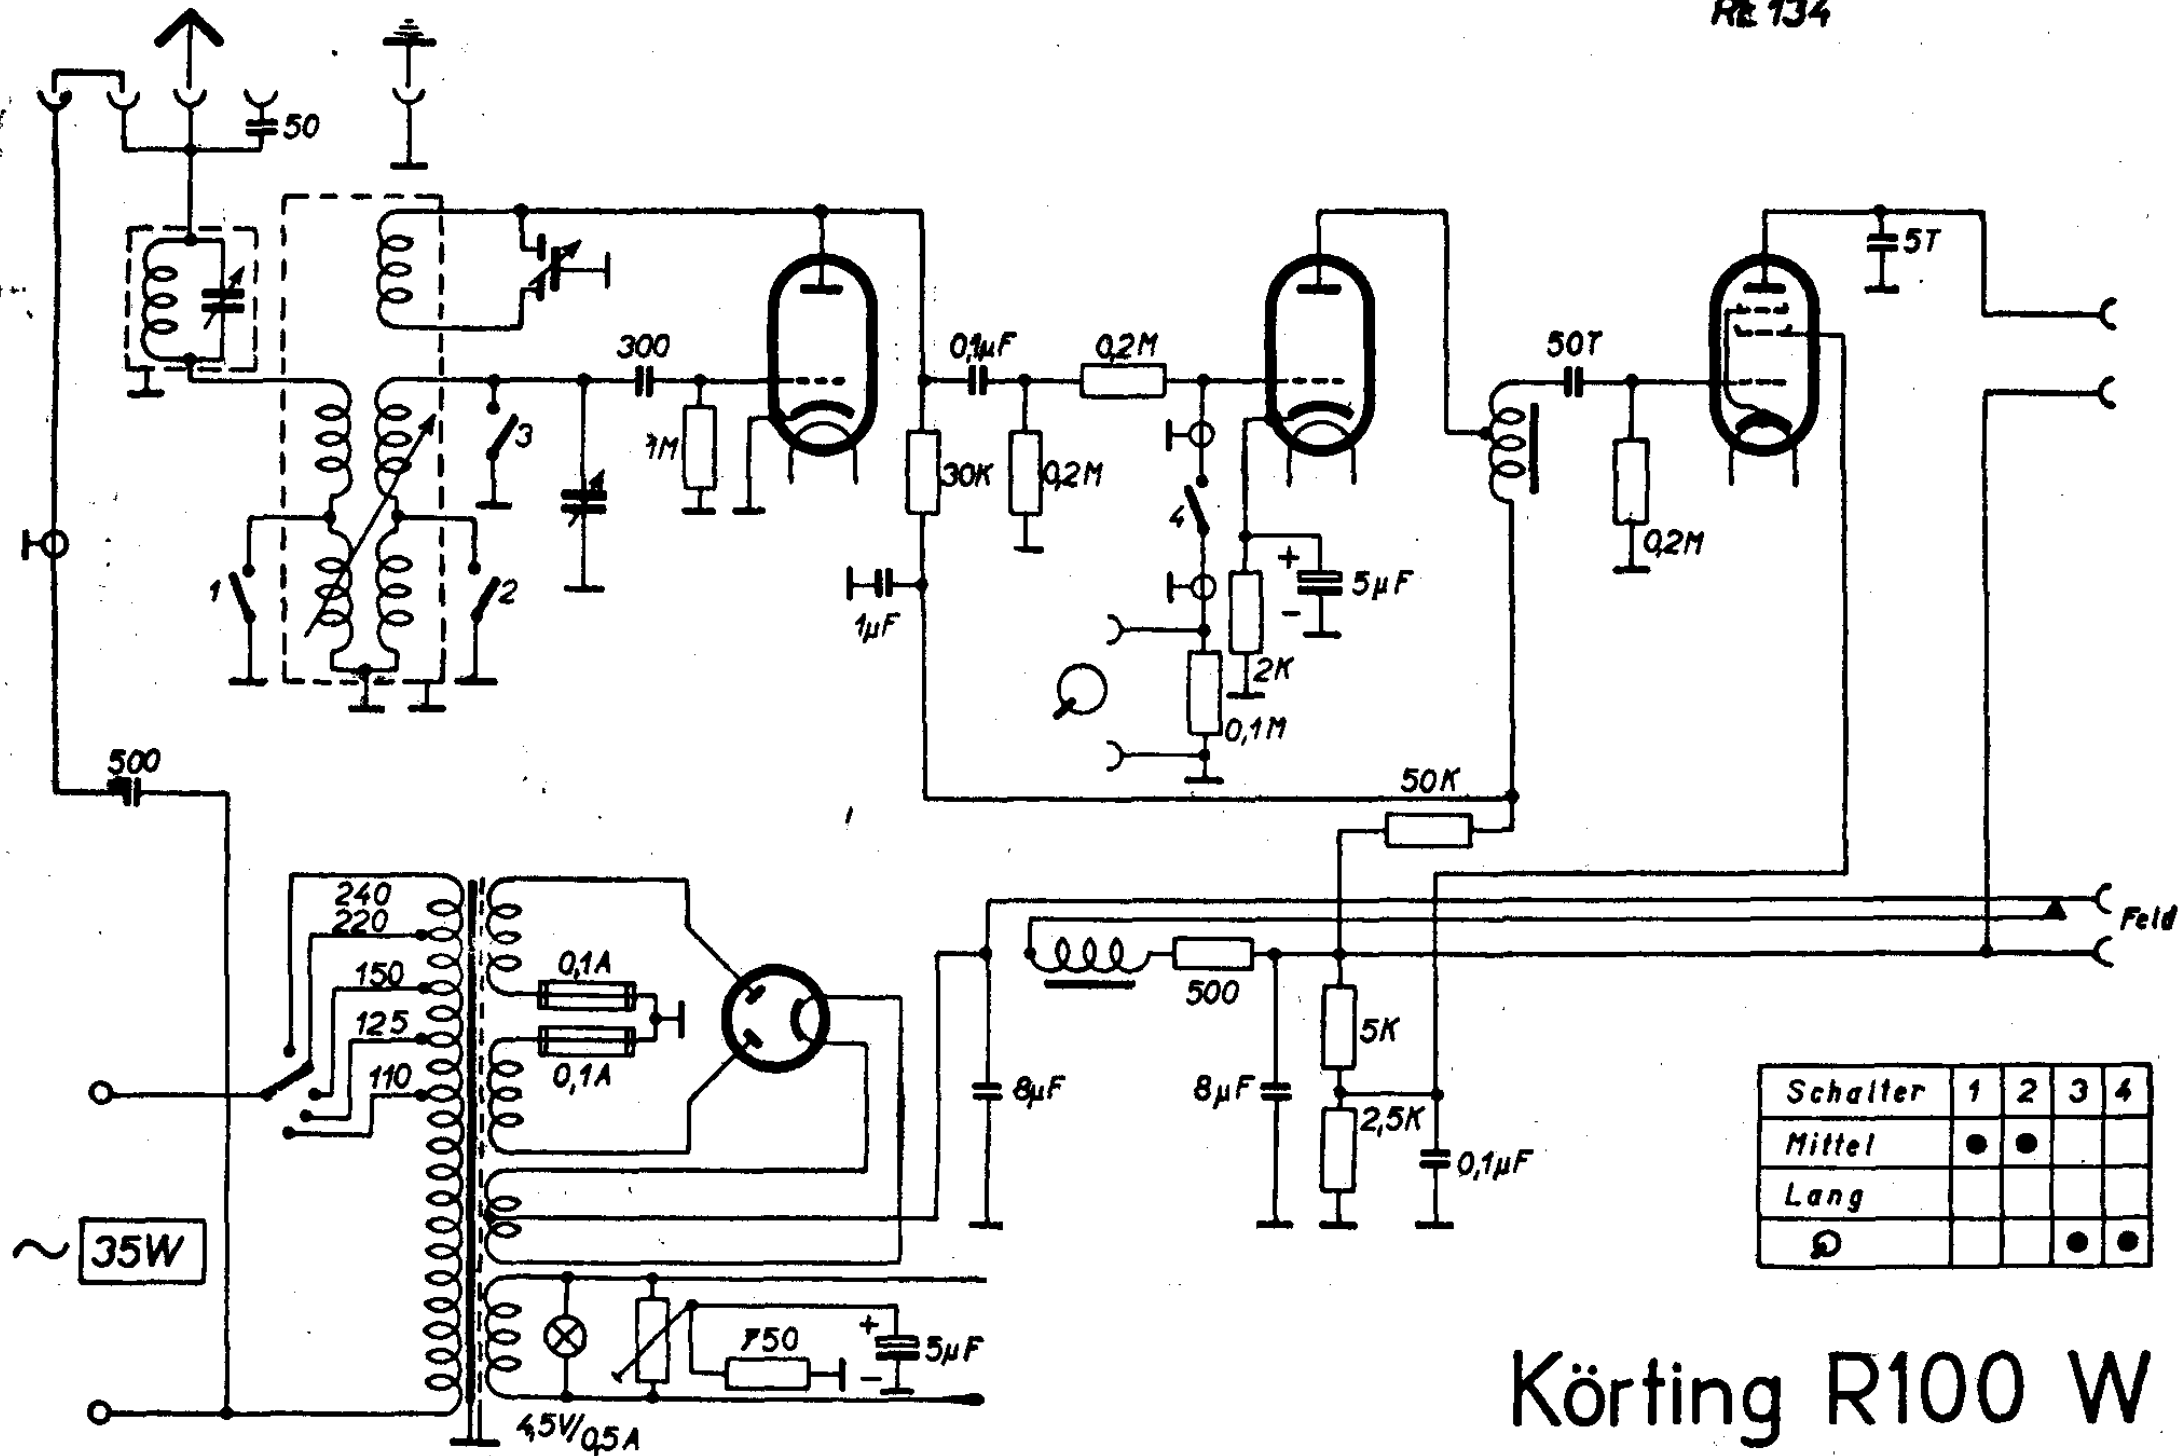 RE 134
50
300
0,1µF
0,2M
50T
5T
3
1M
30K
0,2M
4
+
5µF
-
0,2M
1
2
1µF
2K
0,1M
500
50K
240
220
Feld
150
0,1A
500
125
5K
110
0,1A
8µF
8µF
2,5K
0,1µF
Schalter 1 2 3 4
Mittel ● ●
Lang
● ●
~ 35W
750
+
5µF
-
4,5V/0,5A
Körting R100 W